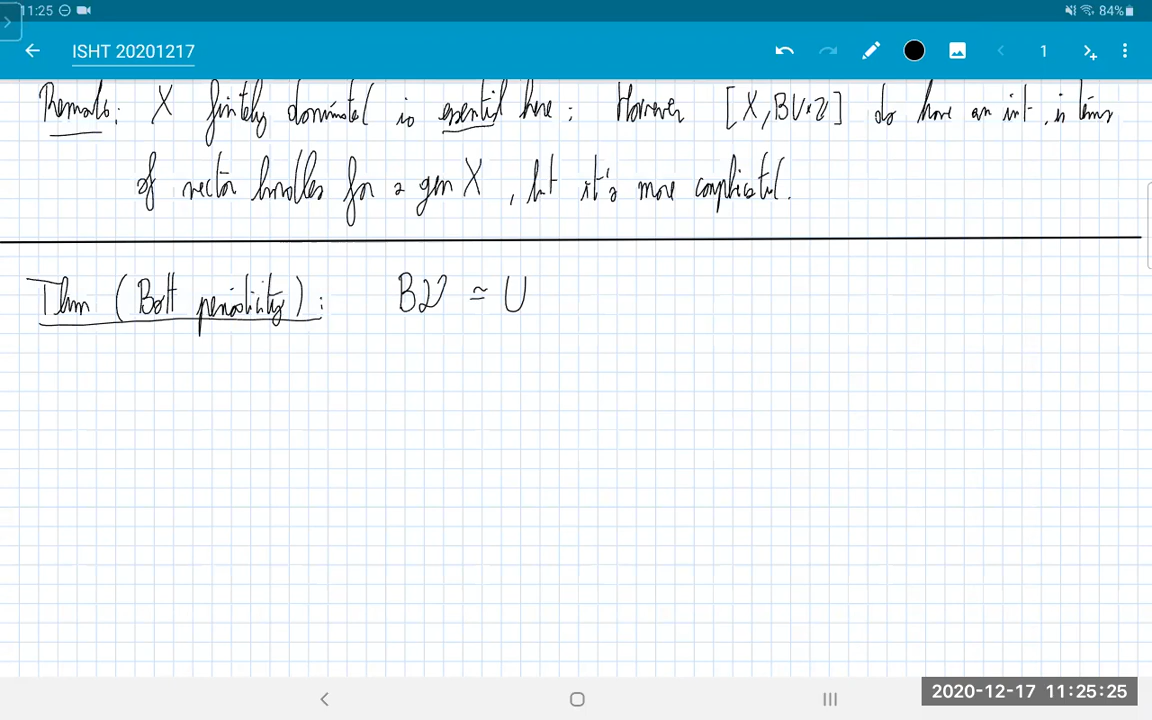 11:25
84%
ISHT 20201217
1
Remark: X finitely dominated is essential here; However [X, BU×Z] do have an int. in terms
of vector bundles for a gen X, but it's more complicated.
Thm (Bott periodicity): B𝒱 ≃ U
2020-12-17 11:25:25